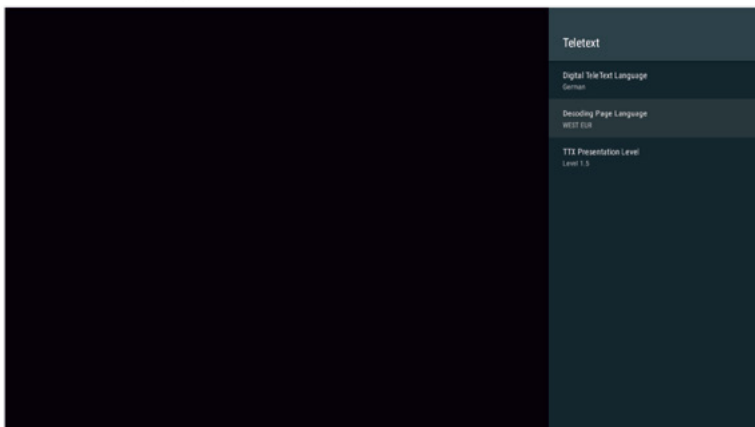 Teletext
Digital TeleText Language
German
Decoding Page Language
WEST EUR
TTX Presentation Level
Level 1.5